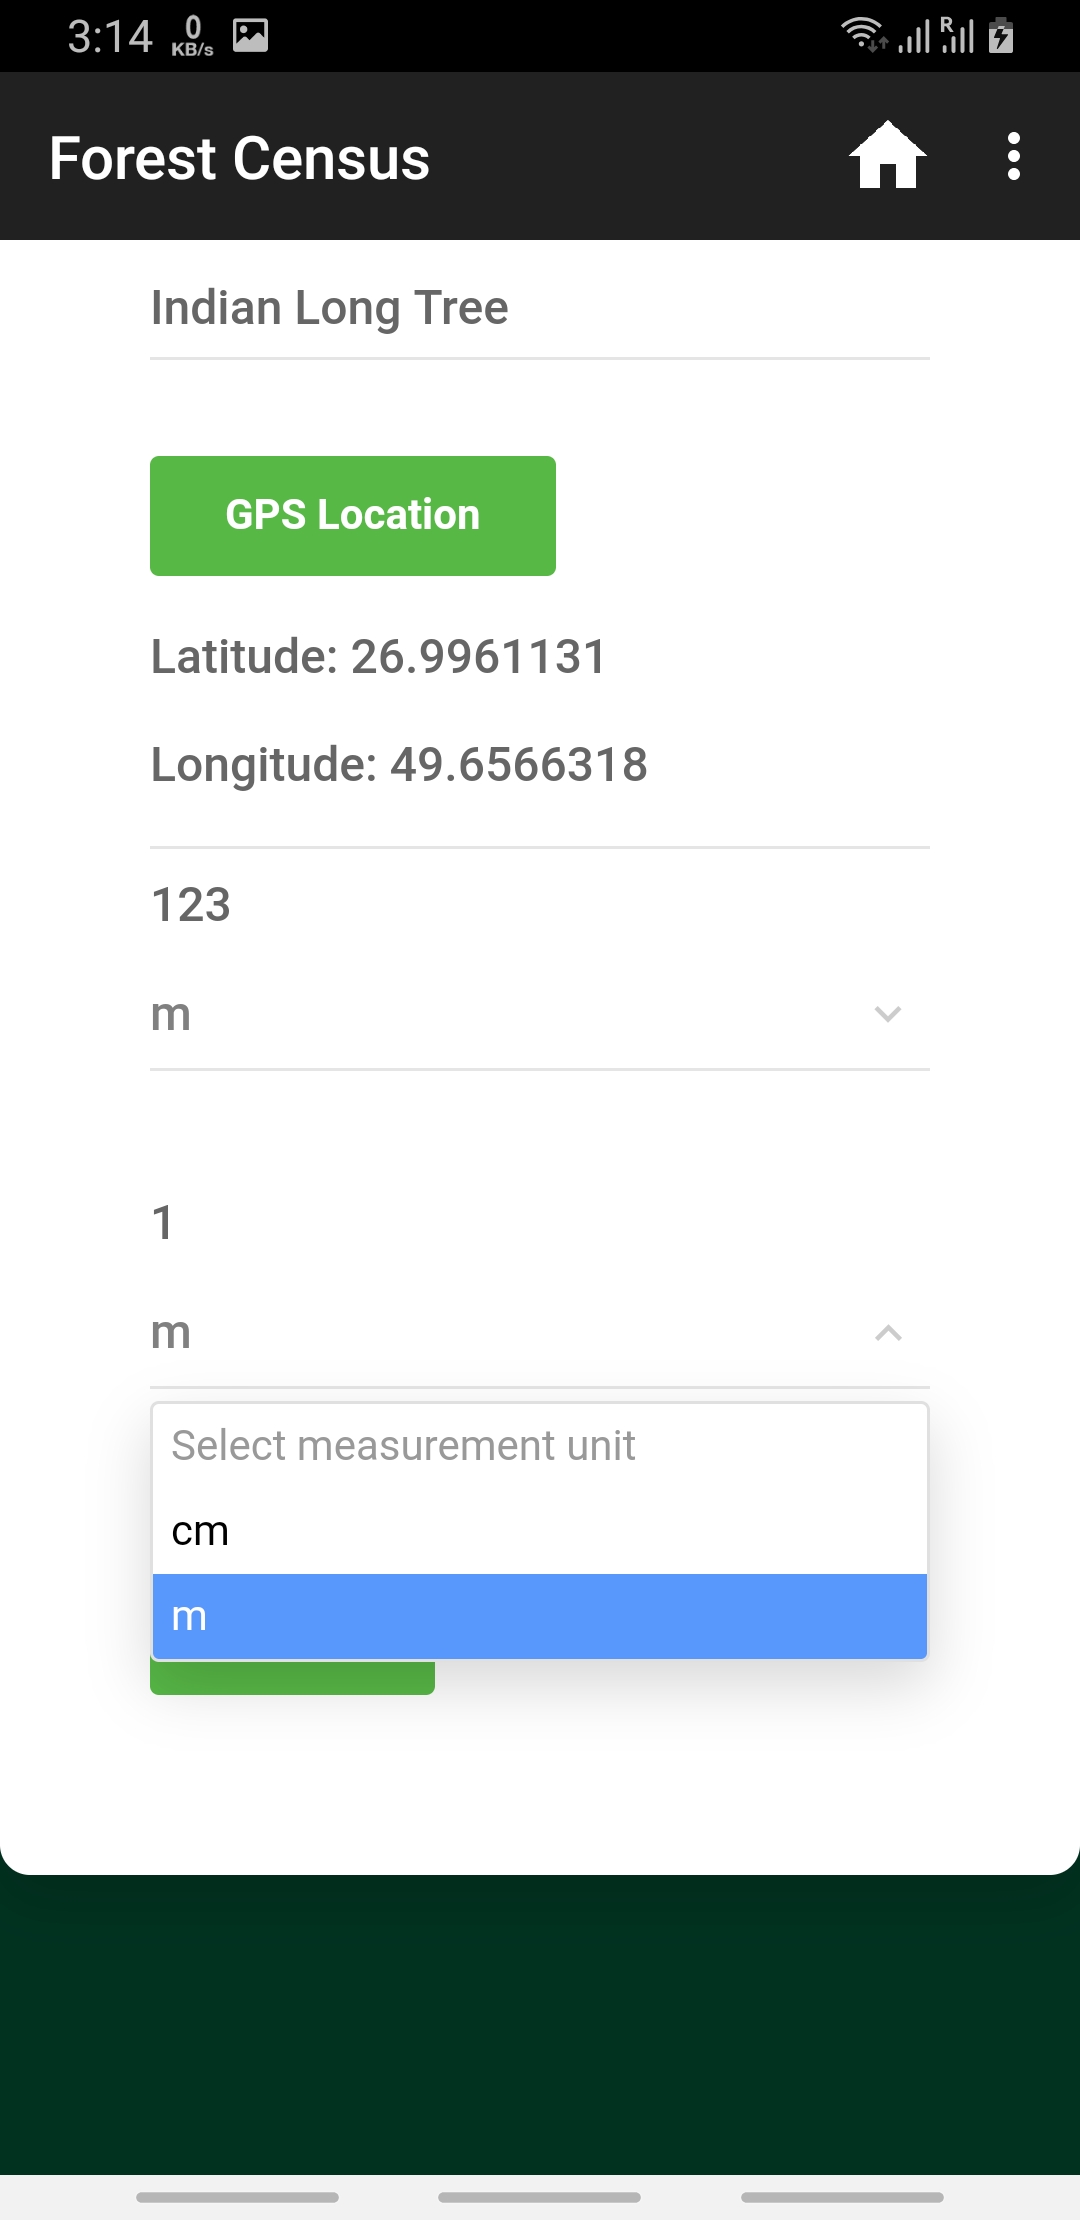 3:14 0 KB/s R
Forest Census
Indian Long Tree
GPS Location
Latitude: 26.9961131
Longitude: 49.6566318
123
m
1
m
Select measurement unit
cm
m